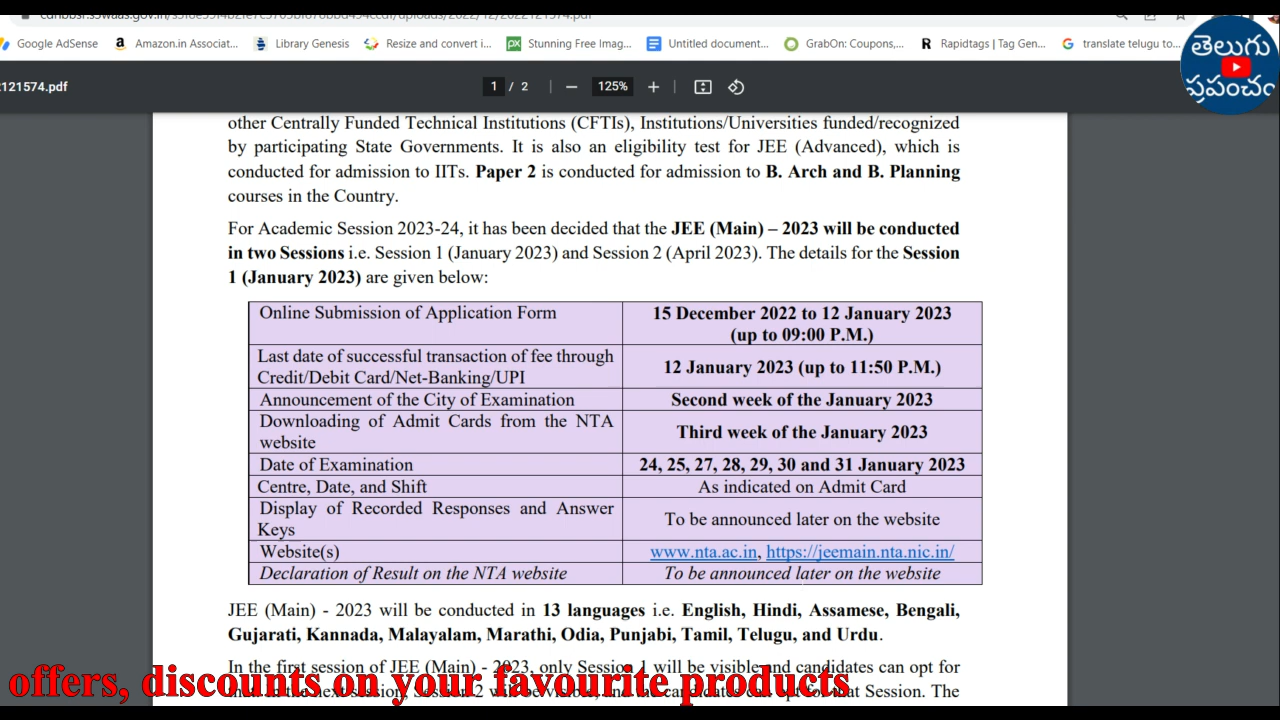 Google AdSense
Amazon.in Associat...
Library Genesis
Resize and convert i...
Stunning Free Imag...
Untitled document...
GrabOn: Coupons,...
Rapidtags | Tag Gen...
translate telugu to...
తెలుగు
ప్రపంచం
121574.pdf
1 / 2
125%
other Centrally Funded Technical Institutions (CFTIs), Institutions/Universities funded/recognized
by participating State Governments. It is also an eligibility test for JEE (Advanced), which is
conducted for admission to IITs. Paper 2 is conducted for admission to B. Arch and B. Planning
courses in the Country.
For Academic Session 2023-24, it has been decided that the JEE (Main) – 2023 will be conducted
in two Sessions i.e. Session 1 (January 2023) and Session 2 (April 2023). The details for the Session
1 (January 2023) are given below:
Online Submission of Application Form
15 December 2022 to 12 January 2023
(up to 09:00 P.M.)
Last date of successful transaction of fee through
Credit/Debit Card/Net-Banking/UPI
12 January 2023 (up to 11:50 P.M.)
Announcement of the City of Examination
Second week of the January 2023
Downloading of Admit Cards from the NTA
website
Third week of the January 2023
Date of Examination
24, 25, 27, 28, 29, 30 and 31 January 2023
Centre, Date, and Shift
As indicated on Admit Card
Display of Recorded Responses and Answer
Keys
To be announced later on the website
Website(s)
www.nta.ac.in, https://jeemain.nta.nic.in/
Declaration of Result on the NTA website
To be announced later on the website
JEE (Main) - 2023 will be conducted in 13 languages i.e. English, Hindi, Assamese, Bengali,
Gujarati, Kannada, Malayalam, Marathi, Odia, Punjabi, Tamil, Telugu, and Urdu.
In the first session of JEE (Main) - 2023, only Session 1 will be visible and candidates can opt for
that Session. The
offers, discounts on your favourite products